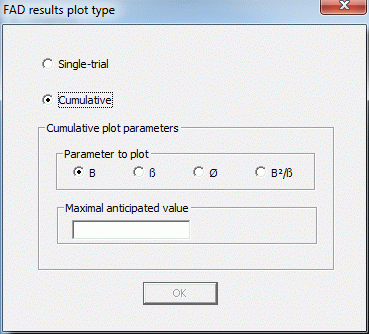 FAD results plot type
Single-trial
Cumulative
Cumulative plot parameters
Parameter to plot
B ß Ø B²/ß
Maximal anticipated value
OK